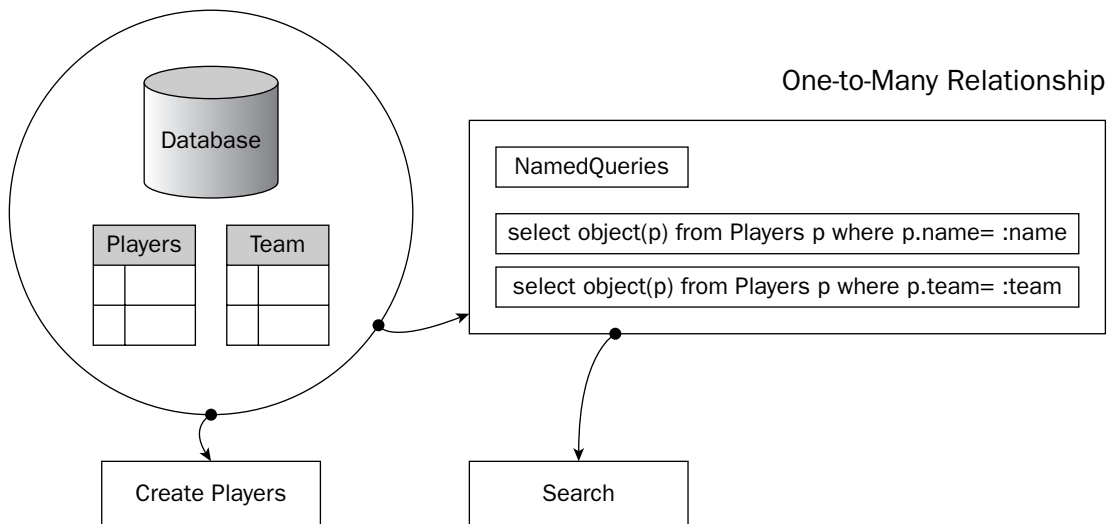 One-to-Many Relationship
Database
Players
Team
NamedQueries
select object(p) from Players p where p.name= :name
select object(p) from Players p where p.team= :team
Create Players
Search